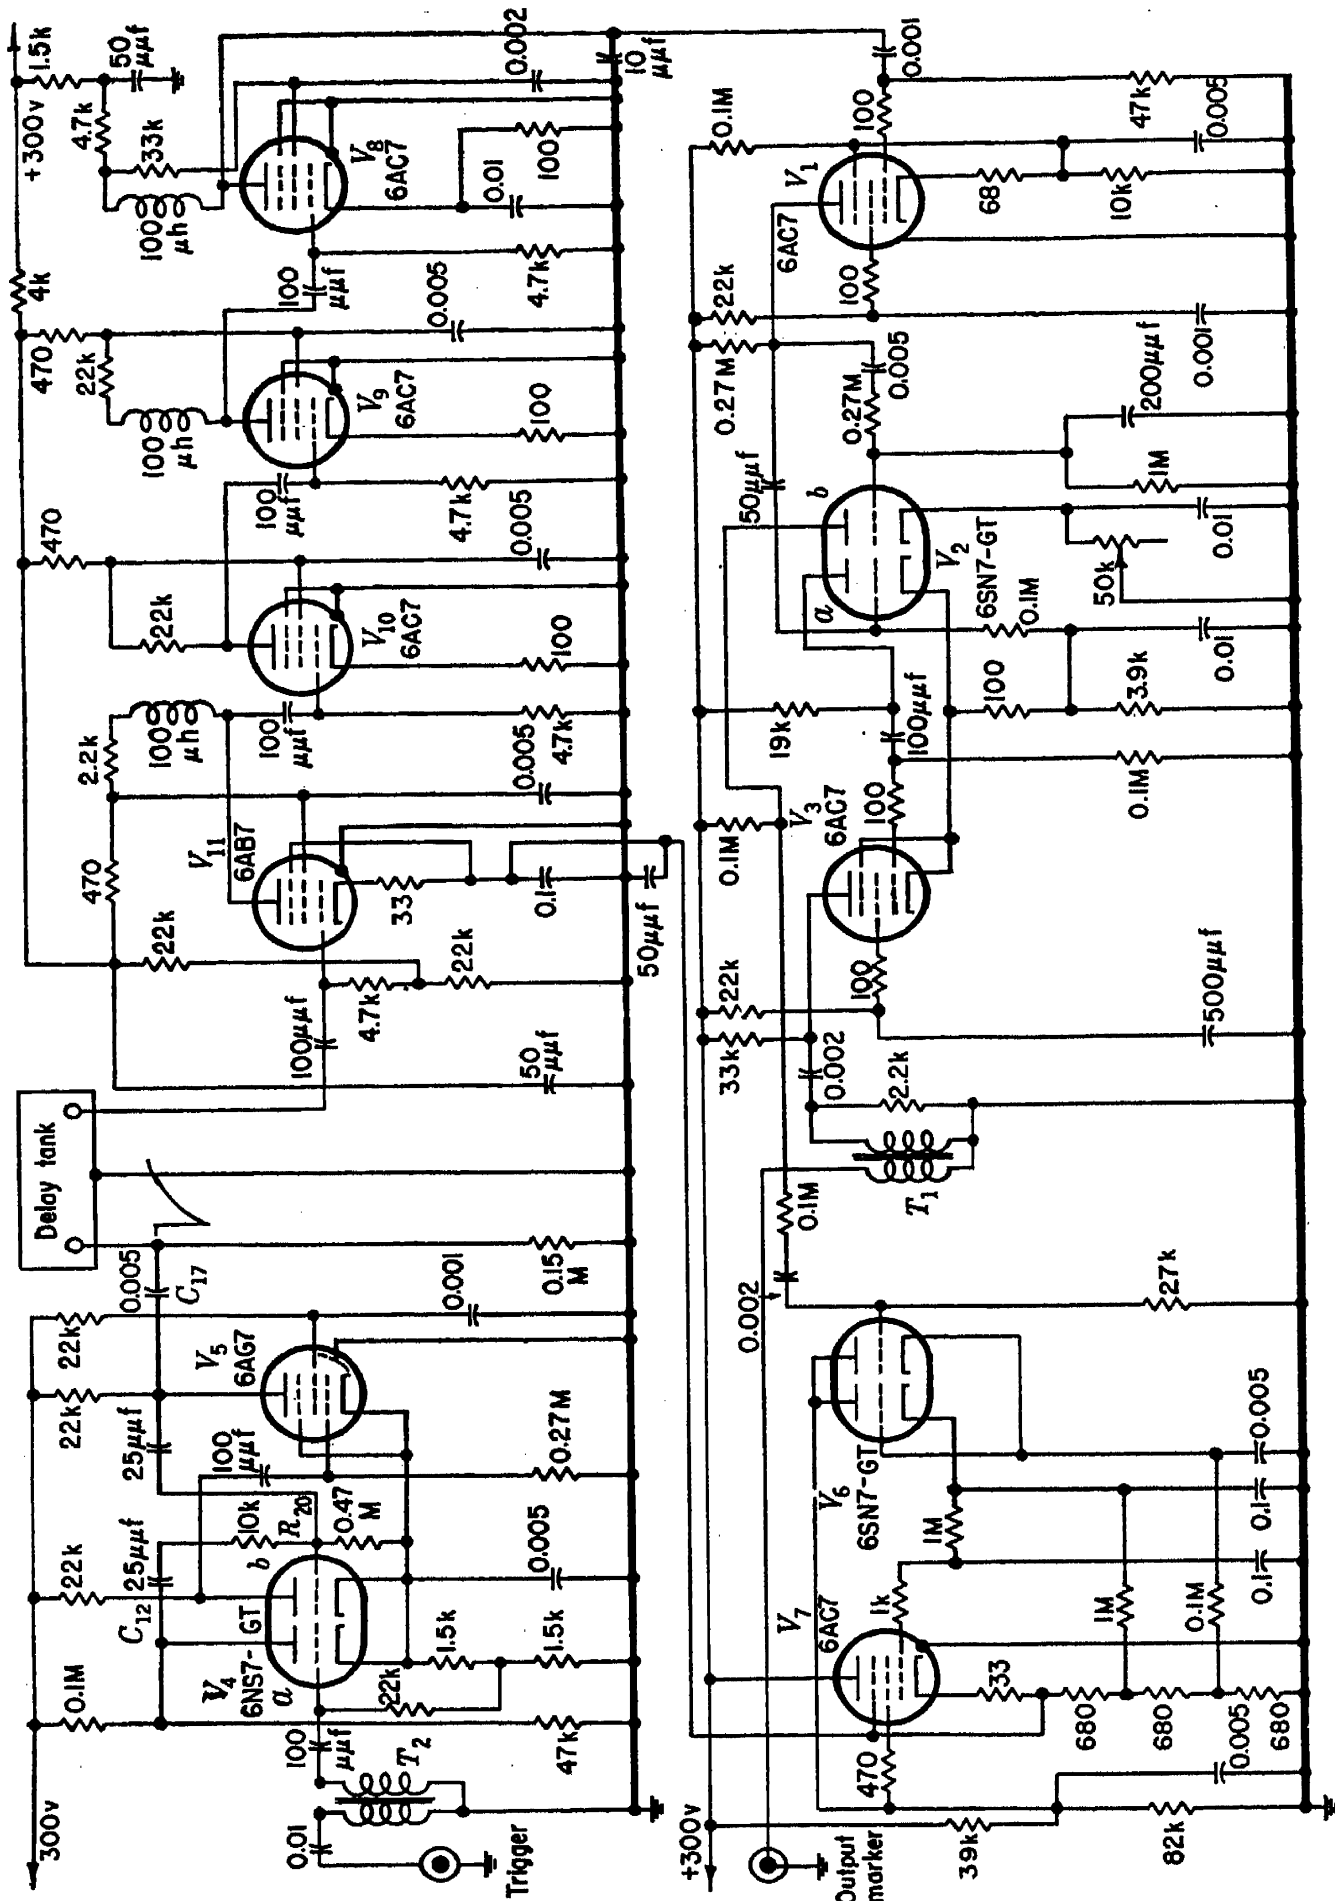 300v
0.1M
22k
22k
22k
0.01
Trigger
T2
100
μμf
V4
6NS7-GT
a
b
C12
25μμf
10k
R20
0.47
M
22k
1.5k
1.5k
47k
0.005
25μμf
100
μμf
0.27M
V5
6AG7
0.005
C17
0.001
0.15
M
Delay tank
50
μμf
100μμf
4.7k
22k
22k
470
V11
6AB7
33
0.1
50μμf
2.2k
100
μh
100
μμf
0.005
4.7k
470
22k
V10
6AC7
100
0.005
100
μμf
4.7k
470
22k
100
μh
V9
6AC7
100
0.005
4k
100
μμf
4.7k
+300v
1.5k
50
μμf
4.7k
33k
100
μh
V8
6AC7
0.01
100
0.002
10
μμf
+300v
Output
marker
39k
82k
470
0.005
V7
6AC7
33
680
680
680
1k
1M
1M
0.1M
0.1
0.1
0.005
V6
6SN7-GT
27k
0.002
0.1M
T1
2.2k
0.002
33k
22k
100
500μμf
V3
6AC7
0.1M
100
100μμf
0.1M
19k
100
3.9k
0.01
0.1M
V2
6SN7-GT
a
b
50μμf
50k
0.01
1M
200μμf
0.27M
0.005
0.27M
22k
0.001
100
V1
6AC7
0.1M
68
10k
0.005
100
47k
0.001